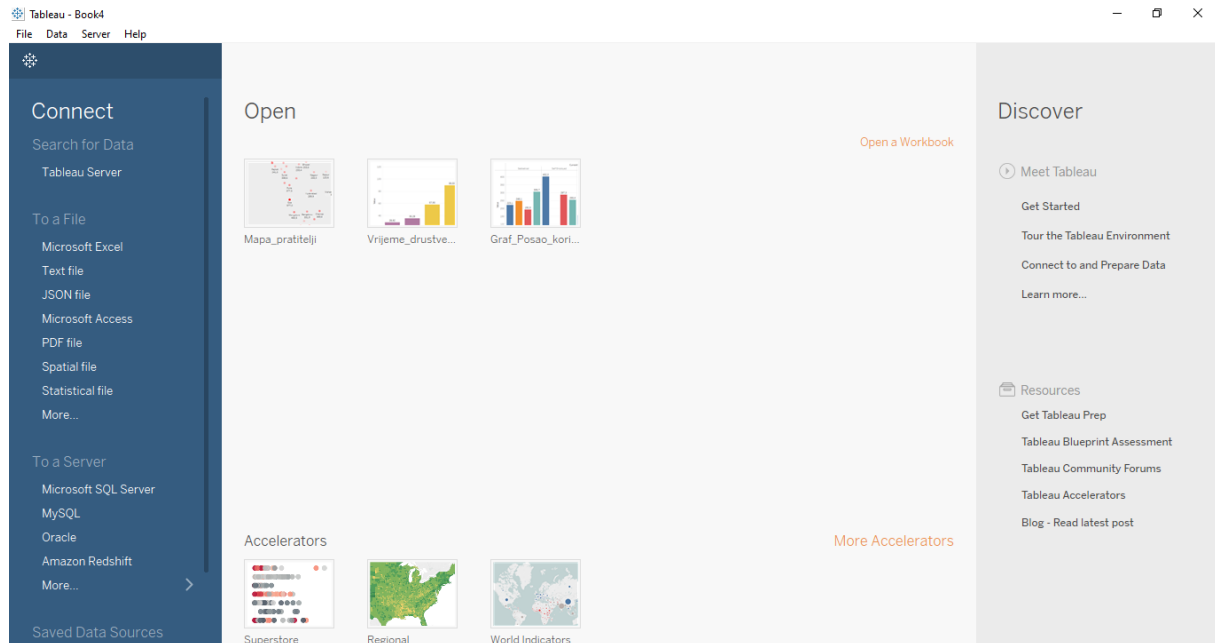 Tableau - Book4
File Data Server Help
Connect
Search for Data
Tableau Server
To a File
Microsoft Excel
Text file
JSON file
Microsoft Access
PDF file
Spatial file
Statistical file
More...
To a Server
Microsoft SQL Server
MySQL
Oracle
Amazon Redshift
More...
Saved Data Sources
Open
Open a Workbook
Mapa_pratitelji
Vrijeme_drustve...
Graf_Posao_kori...
Accelerators
More Accelerators
Superstore
Regional
World Indicators
Discover
Meet Tableau
Get Started
Tour the Tableau Environment
Connect to and Prepare Data
Learn more...
Resources
Get Tableau Prep
Tableau Blueprint Assessment
Tableau Community Forums
Tableau Accelerators
Blog - Read latest post